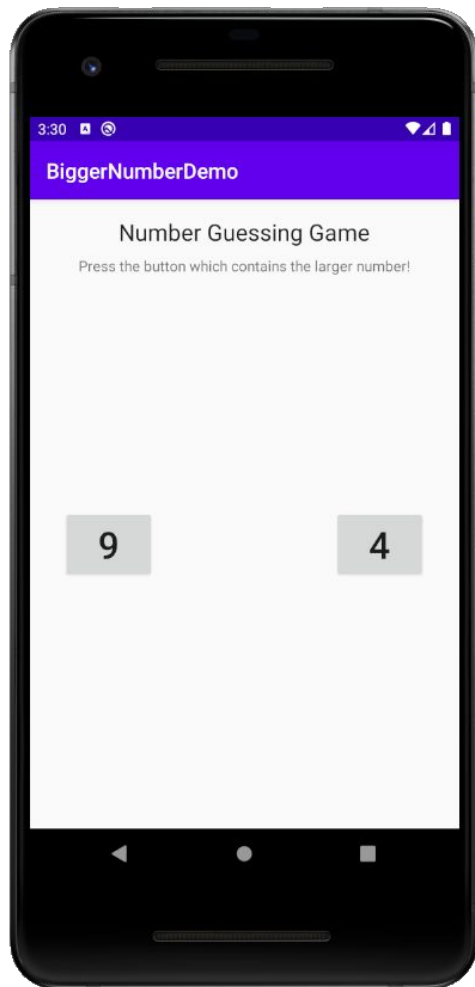 3:30
BiggerNumberDemo
Number Guessing Game
Press the button which contains the larger number!
9 4